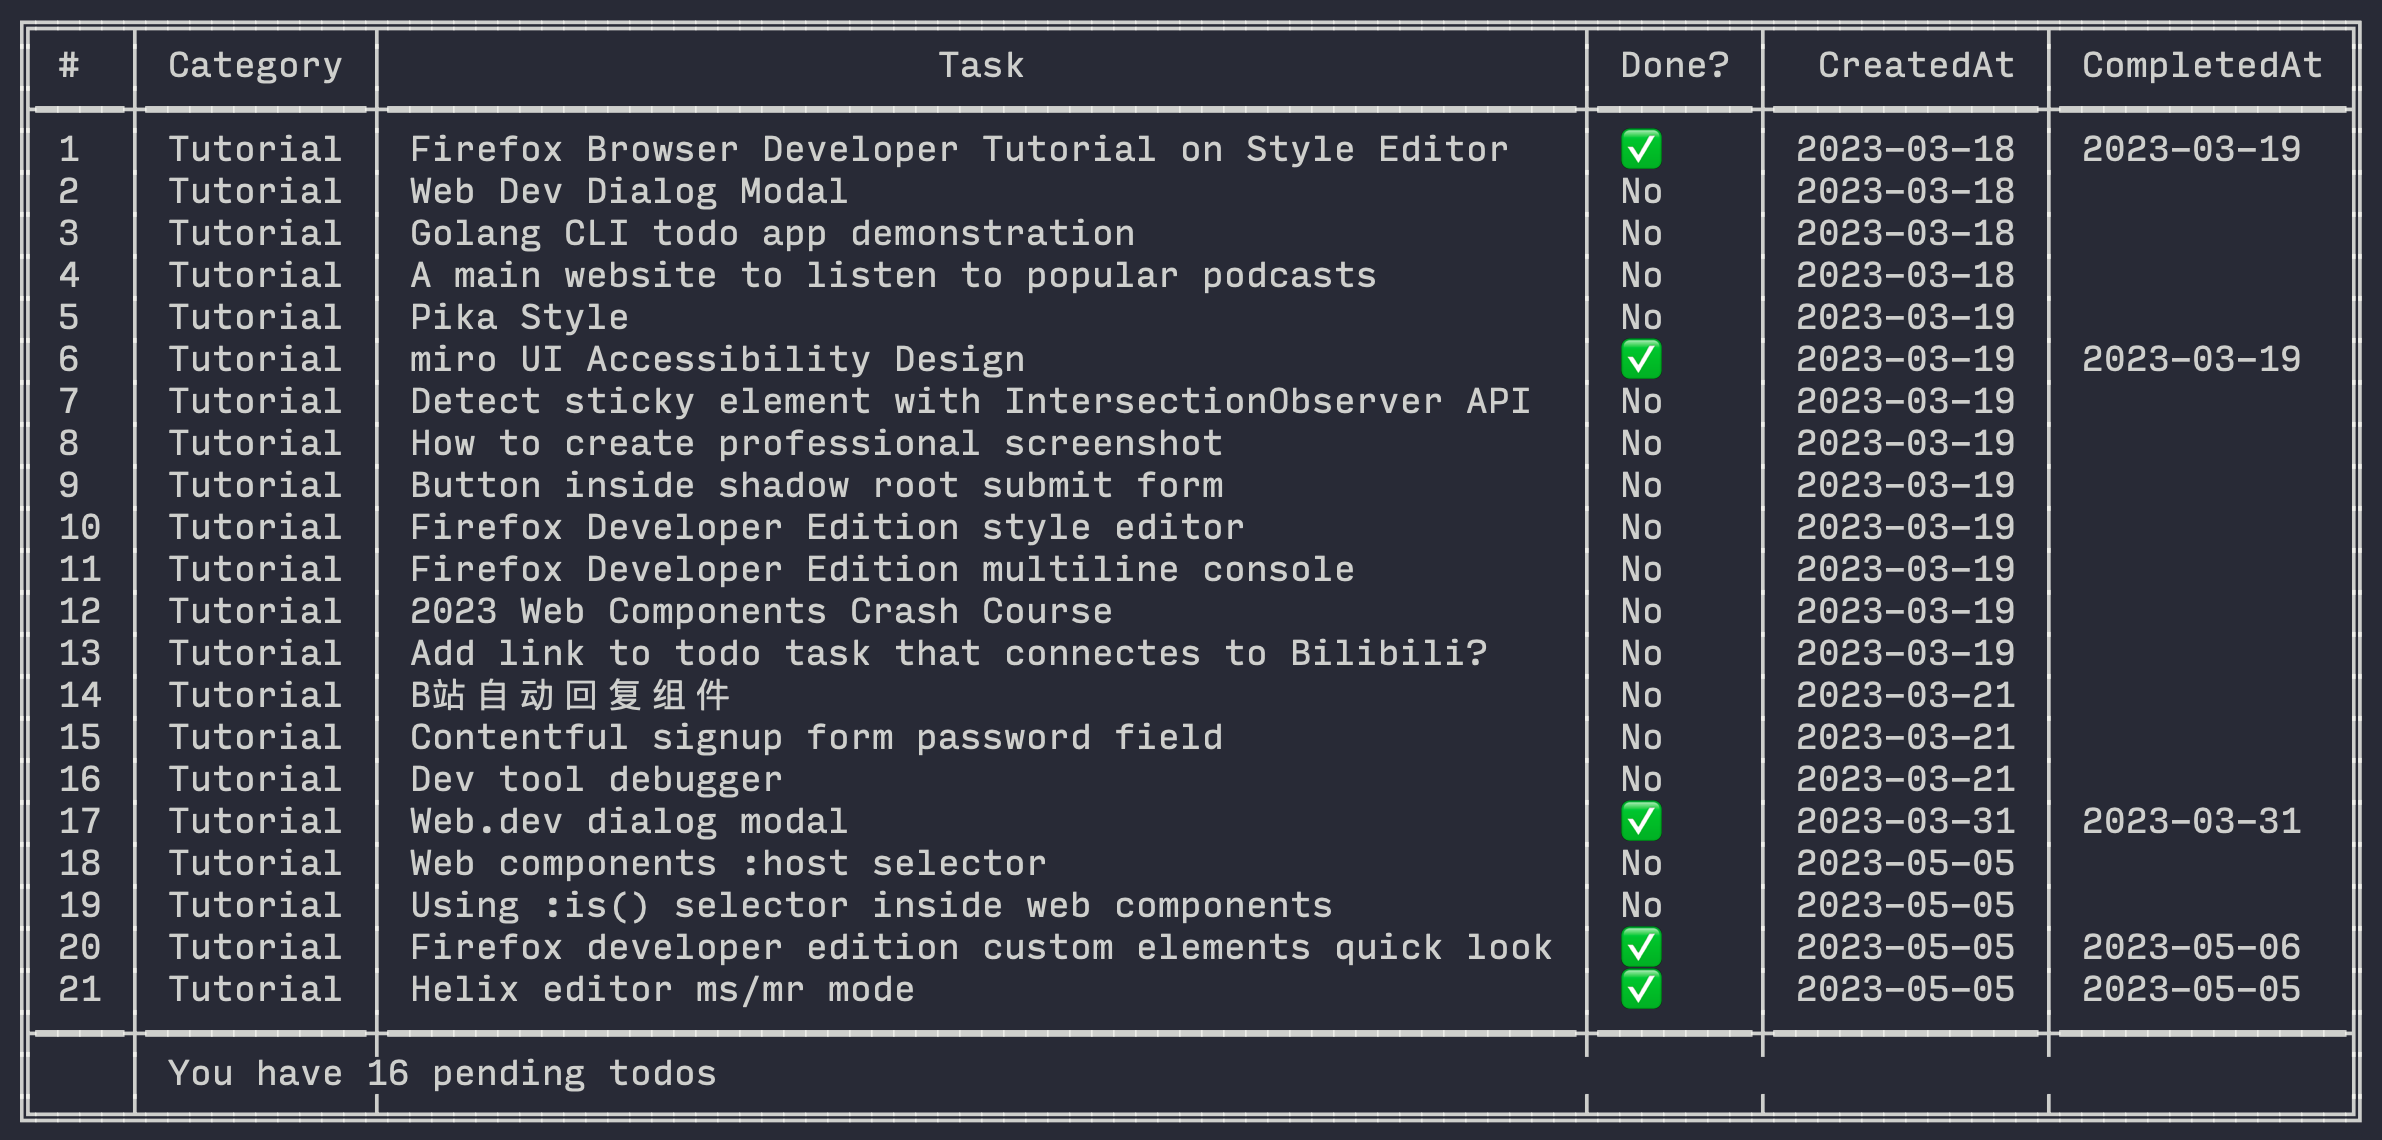 # Category Task Done? CreatedAt CompletedAt
1 Tutorial Firefox Browser Developer Tutorial on Style Editor ✅ 2023-03-18 2023-03-19
2 Tutorial Web Dev Dialog Modal No 2023-03-18
3 Tutorial Golang CLI todo app demonstration No 2023-03-18
4 Tutorial A main website to listen to popular podcasts No 2023-03-18
5 Tutorial Pika Style No 2023-03-19
6 Tutorial miro UI Accessibility Design ✅ 2023-03-19 2023-03-19
7 Tutorial Detect sticky element with IntersectionObserver API No 2023-03-19
8 Tutorial How to create professional screenshot No 2023-03-19
9 Tutorial Button inside shadow root submit form No 2023-03-19
10 Tutorial Firefox Developer Edition style editor No 2023-03-19
11 Tutorial Firefox Developer Edition multiline console No 2023-03-19
12 Tutorial 2023 Web Components Crash Course No 2023-03-19
13 Tutorial Add link to todo task that connectes to Bilibili? No 2023-03-19
14 Tutorial B站自动回复组件 No 2023-03-21
15 Tutorial Contentful signup form password field No 2023-03-21
16 Tutorial Dev tool debugger No 2023-03-21
17 Tutorial Web.dev dialog modal ✅ 2023-03-31 2023-03-31
18 Tutorial Web components :host selector No 2023-05-05
19 Tutorial Using :is() selector inside web components No 2023-05-05
20 Tutorial Firefox developer edition custom elements quick look ✅ 2023-05-05 2023-05-06
21 Tutorial Helix editor ms/mr mode ✅ 2023-05-05 2023-05-05
You have 16 pending todos